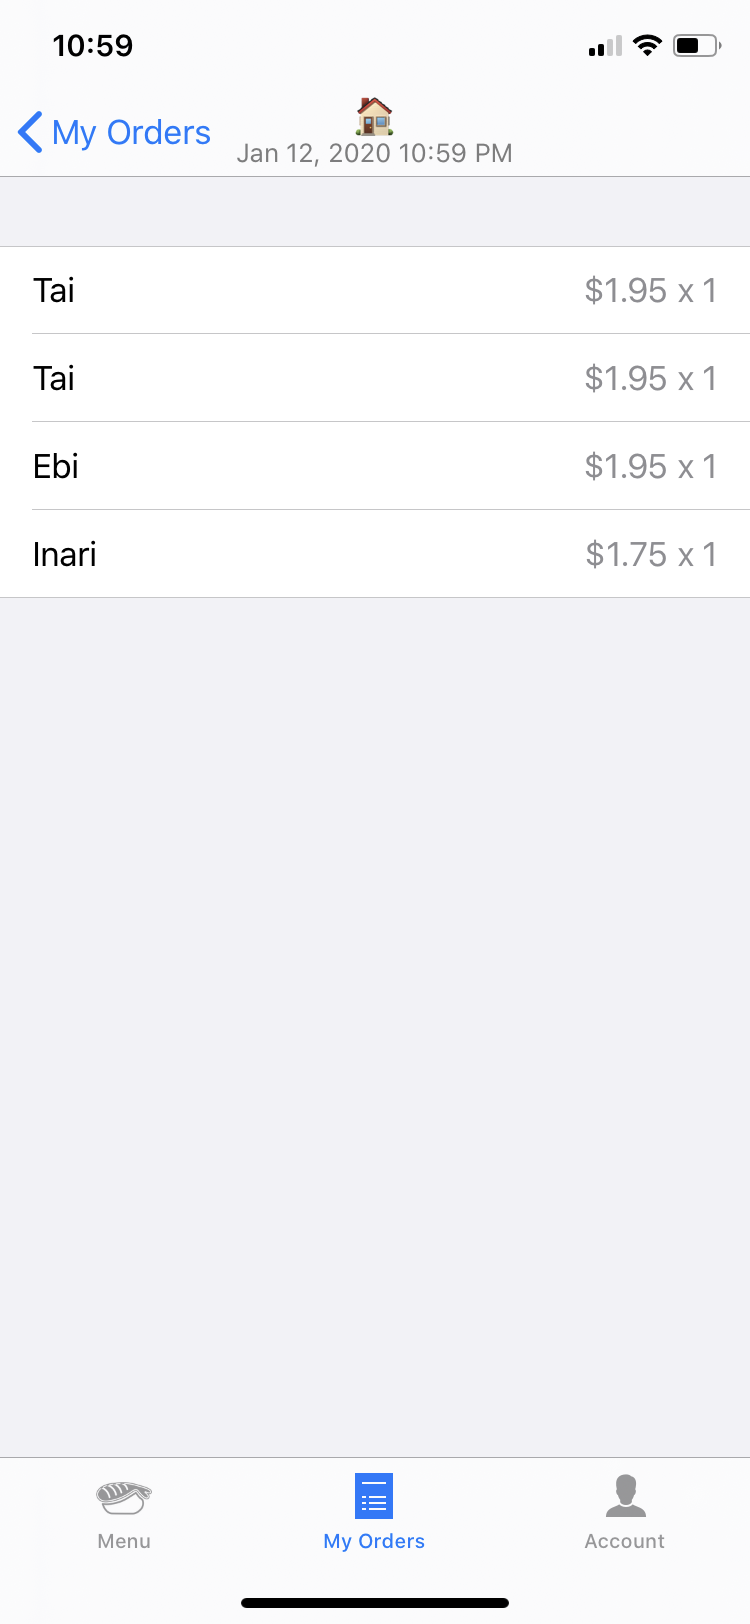 10:59
My Orders
Jan 12, 2020 10:59 PM
Tai $1.95 x 1
Tai $1.95 x 1
Ebi $1.95 x 1
Inari $1.75 x 1
Menu My Orders Account